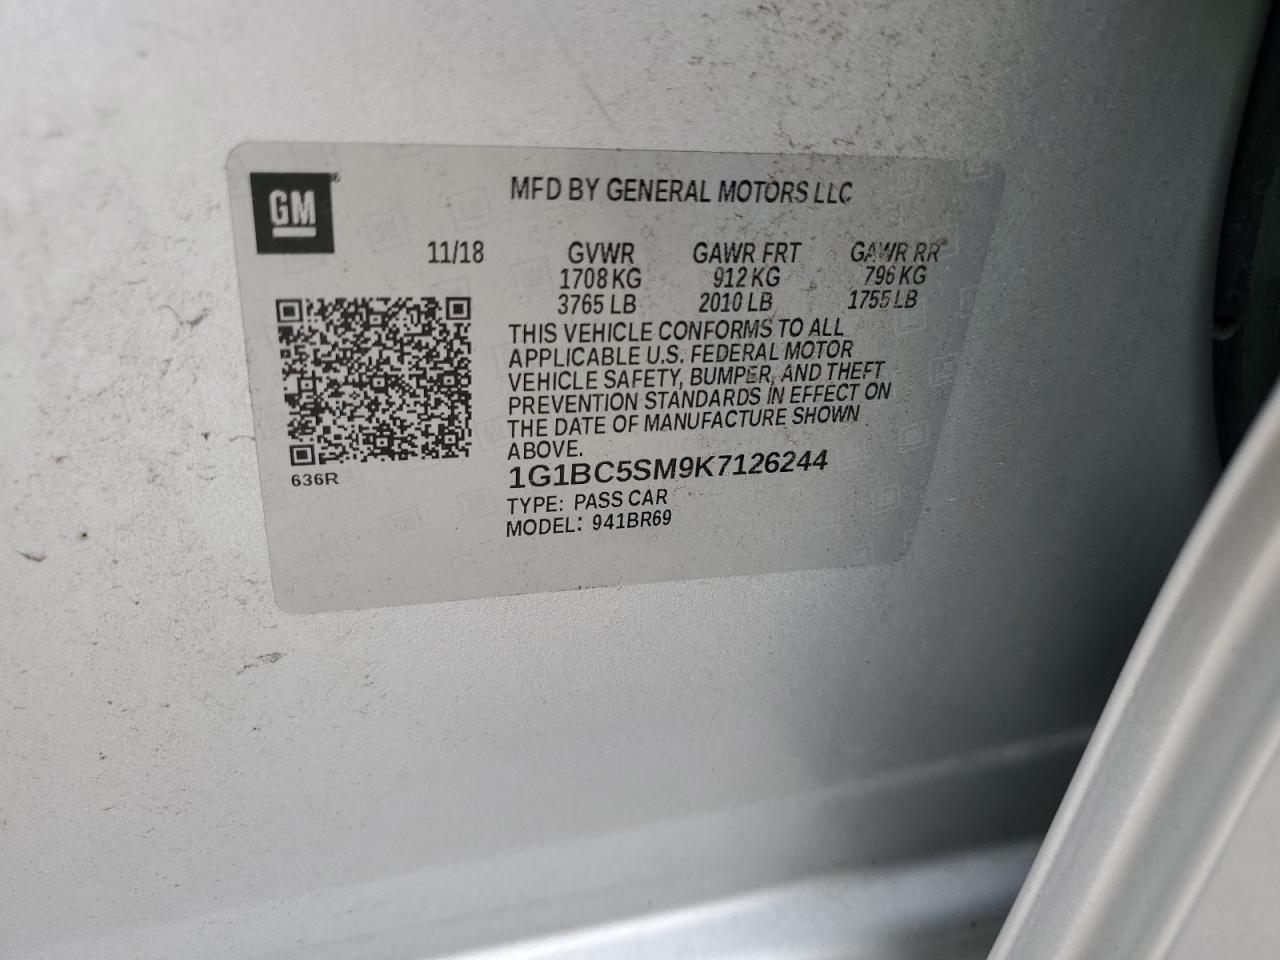 GM
MFD BY GENERAL MOTORS LLC
11/18 GVWR GAWR FRT GAWR RR
1708 KG 912 KG 796 KG
3765 LB 2010 LB 1755 LB
THIS VEHICLE CONFORMS TO ALL
APPLICABLE U.S. FEDERAL MOTOR
VEHICLE SAFETY, BUMPER, AND THEFT
PREVENTION STANDARDS IN EFFECT ON
THE DATE OF MANUFACTURE SHOWN
ABOVE.
636R
1G1BC5SM9K7126244
TYPE: PASS CAR
MODEL: 941BR69